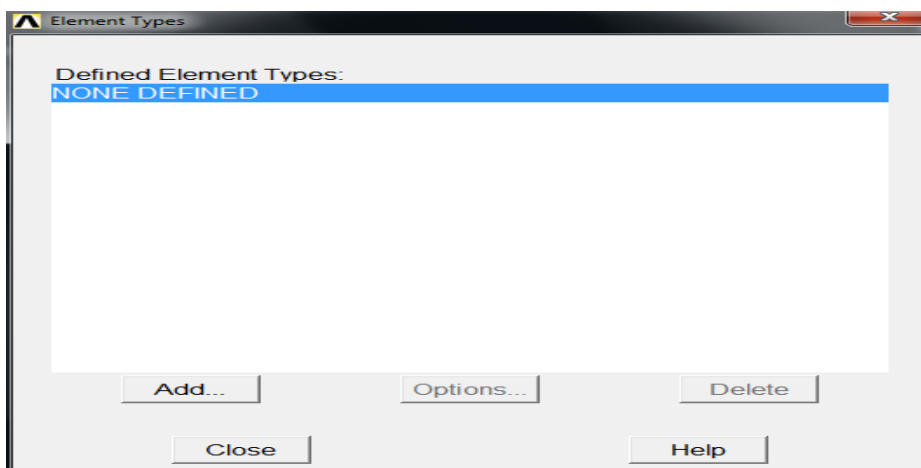 Element Types
Defined Element Types:
NONE DEFINED
Add... Options... Delete
Close Help